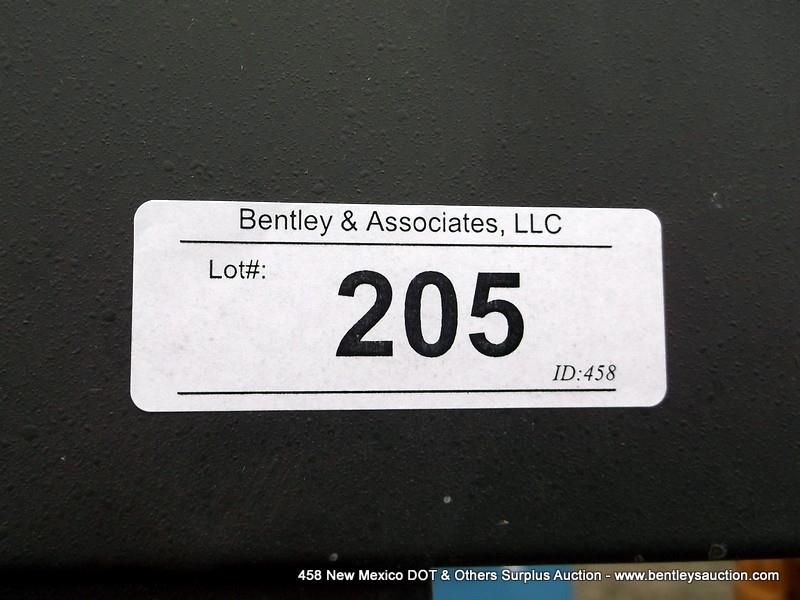 Bentley & Associates, LLC
Lot#:
205
ID:458
458 New Mexico DOT & Others Surplus Auction - www.bentleysauction.com